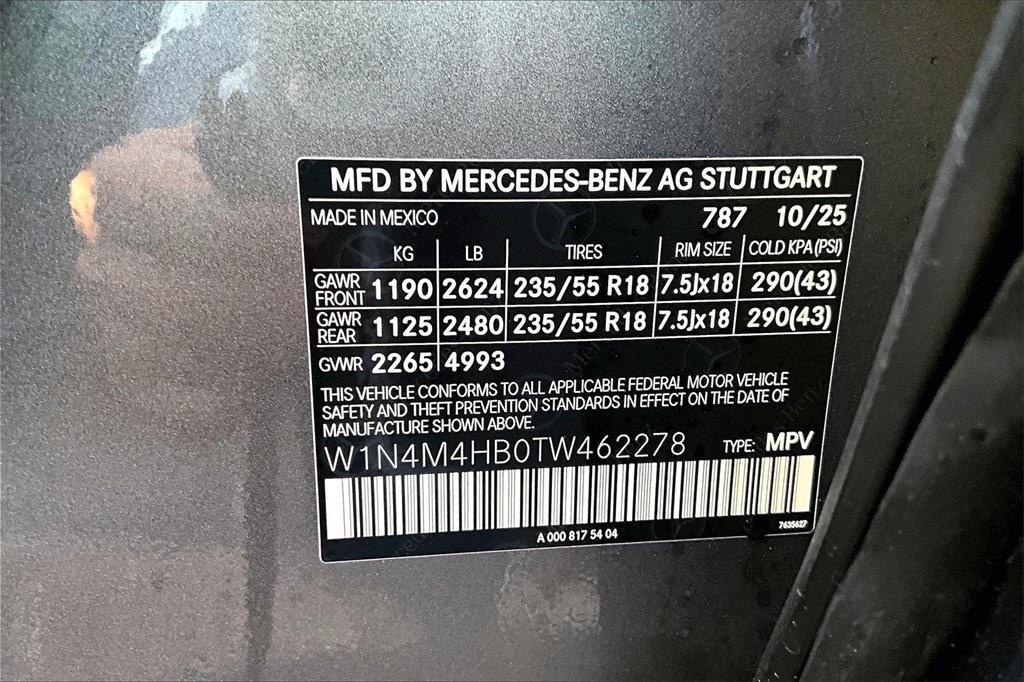 MFD BY MERCEDES-BENZ AG STUTTGART
MADE IN MEXICO 787 10/25
KG LB TIRES RIM SIZE COLD KPA(PSI)
GAWR FRONT 1190 2624 235/55 R18 7.5Jx18 290(43)
GAWR REAR 1125 2480 235/55 R18 7.5Jx18 290(43)
GVWR 2265 4993
THIS VEHICLE CONFORMS TO ALL APPLICABLE FEDERAL MOTOR VEHICLE
SAFETY AND THEFT PREVENTION STANDARDS IN EFFECT ON THE DATE OF
MANUFACTURE SHOWN ABOVE.
W1N4M4HB0TW462278 TYPE: MPV
A 000 817 54 04 7635627